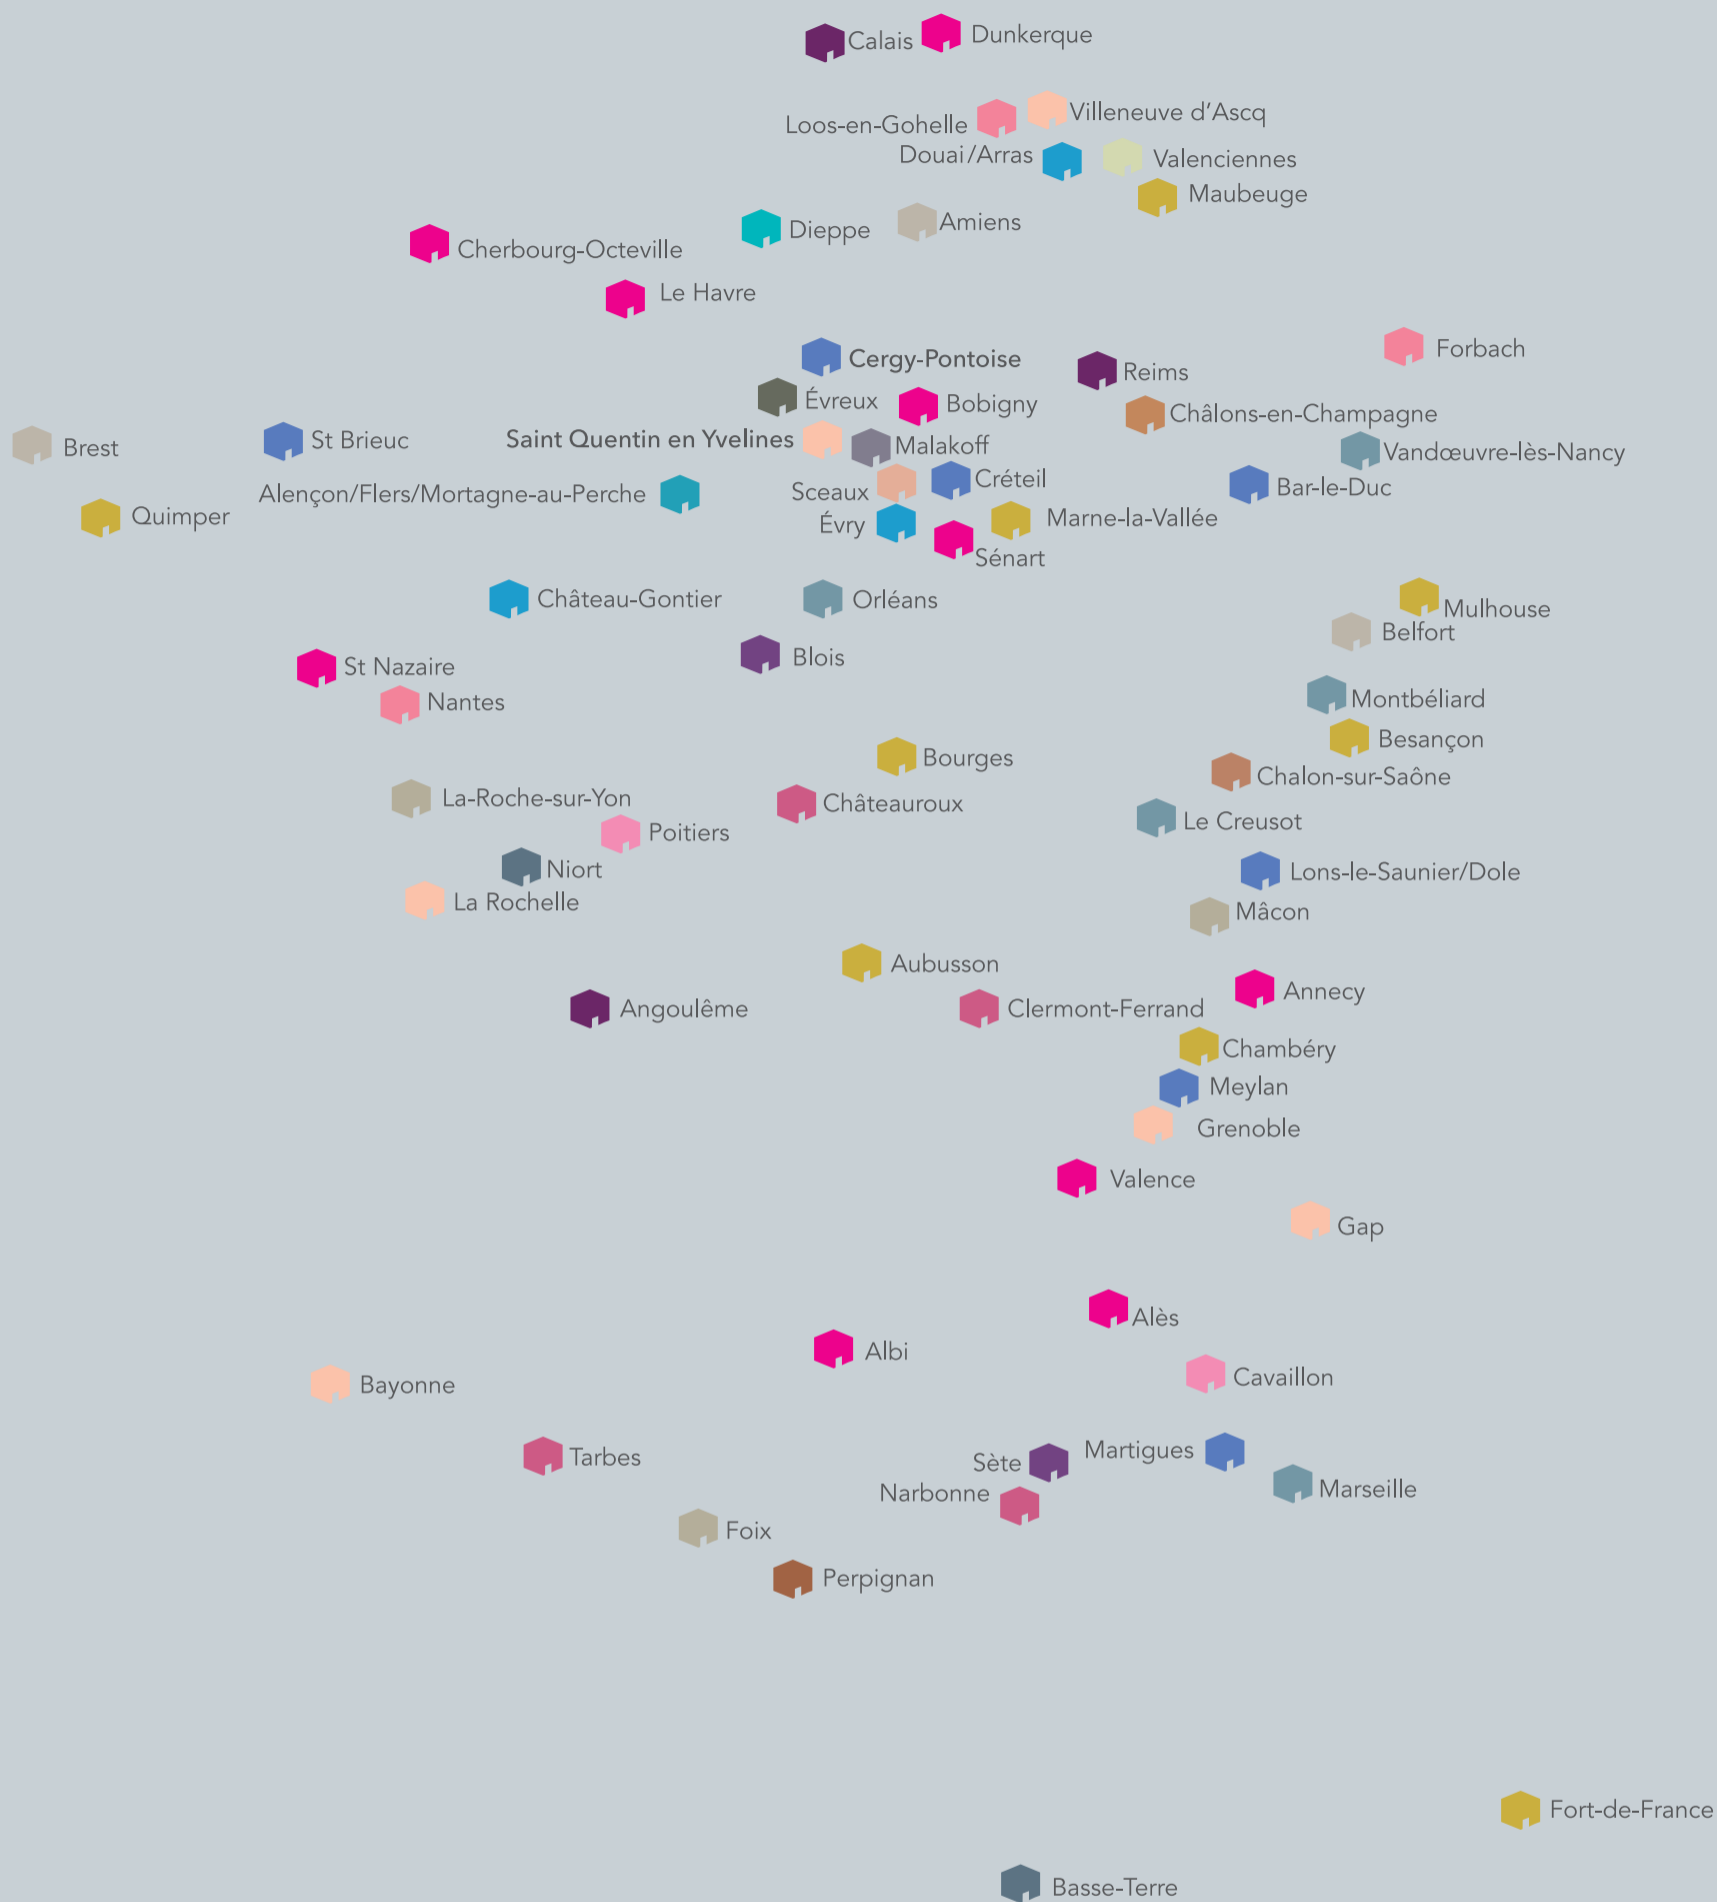 Calais
Dunkerque
Villeneuve d’Ascq
Loos-en-Gohelle
Douai/Arras
Valenciennes
Maubeuge
Amiens
Dieppe
Cherbourg-Octeville
Le Havre
Forbach
Cergy-Pontoise
Reims
Évreux
Bobigny
Châlons-en-Champagne
Brest
St Brieuc
Saint Quentin en Yvelines
Malakoff
Vandœuvre-lès-Nancy
Alençon/Flers/Mortagne-au-Perche
Sceaux
Créteil
Bar-le-Duc
Quimper
Évry
Marne-la-Vallée
Sénart
Château-Gontier
Orléans
Mulhouse
Belfort
Blois
St Nazaire
Nantes
Montbéliard
Besançon
Bourges
Chalon-sur-Saône
La-Roche-sur-Yon
Châteauroux
Le Creusot
Poitiers
Niort
Lons-le-Saunier/Dole
La Rochelle
Mâcon
Aubusson
Annecy
Angoulême
Clermont-Ferrand
Chambéry
Meylan
Grenoble
Valence
Gap
Alès
Albi
Cavaillon
Bayonne
Tarbes
Sète
Martigues
Marseille
Narbonne
Foix
Perpignan
Fort-de-France
Basse-Terre